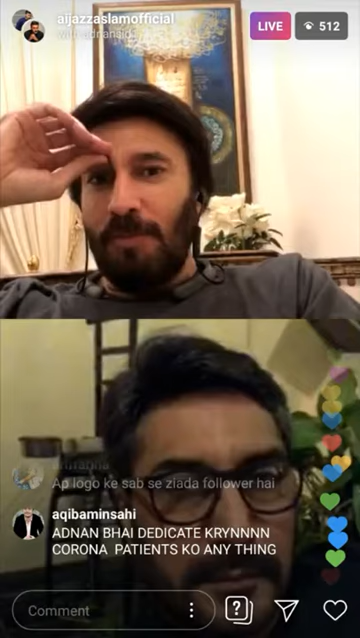 aijazzaslamofficial
LIVE
512
Ap logo ke sab se ziada follower hai
aqibaminsahi
ADNAN BHAI DEDICATE KRYNNNN
CORONA PATIENTS KO ANY THING
Comment
?